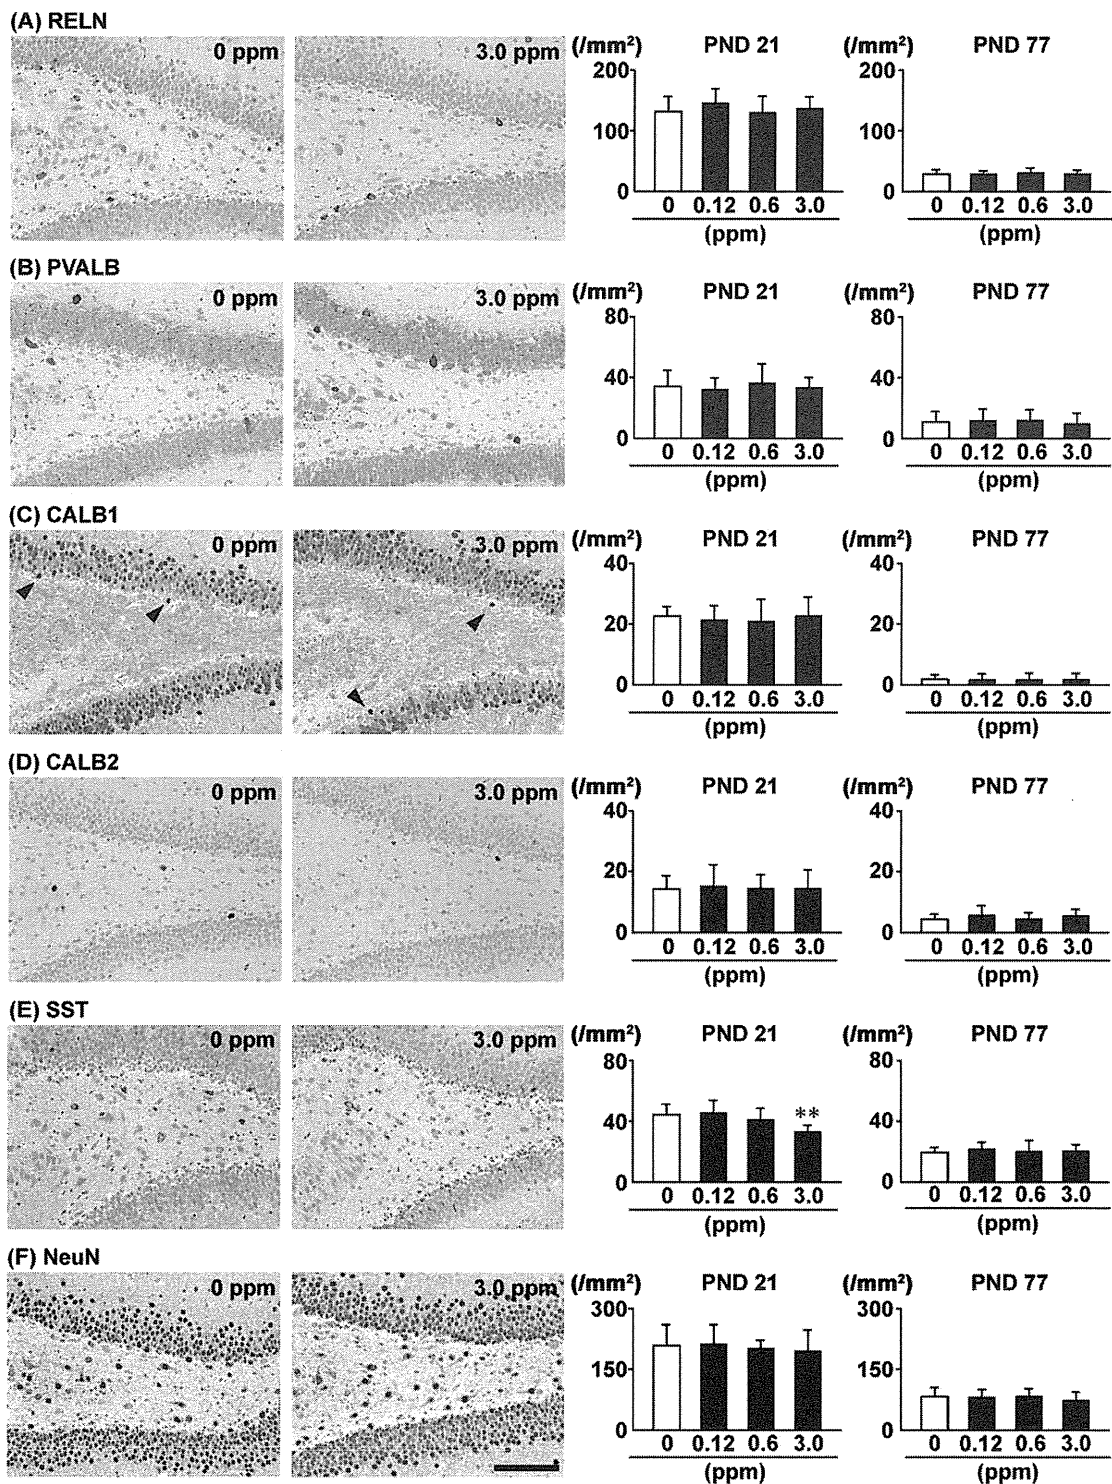 (A) RELN
0 ppm
3.0 ppm
(/mm²)
PND 21
PND 77
200
100
0
0 0.12 0.6 3.0
(ppm)
200
100
0
0 0.12 0.6 3.0
(ppm)
(B) PVALB
0 ppm
3.0 ppm
(/mm²)
PND 21
(/mm²)
PND 77
80
40
0
0 0.12 0.6 3.0
(ppm)
80
40
0
0 0.12 0.6 3.0
(ppm)
(C) CALB1
0 ppm
3.0 ppm
(/mm²)
PND 21
(/mm²)
PND 77
40
20
0
0 0.12 0.6 3.0
(ppm)
40
20
0
0 0.12 0.6 3.0
(ppm)
(D) CALB2
0 ppm
3.0 ppm
(/mm²)
PND 21
(/mm²)
PND 77
40
20
0
0 0.12 0.6 3.0
(ppm)
40
20
0
0 0.12 0.6 3.0
(ppm)
(E) SST
0 ppm
3.0 ppm
(/mm²)
PND 21
(/mm²)
PND 77
80
40
0
**
0 0.12 0.6 3.0
(ppm)
80
40
0
0 0.12 0.6 3.0
(ppm)
(F) NeuN
0 ppm
3.0 ppm
(/mm²)
PND 21
(/mm²)
PND 77
300
150
0
0 0.12 0.6 3.0
(ppm)
300
150
0
0 0.12 0.6 3.0
(ppm)